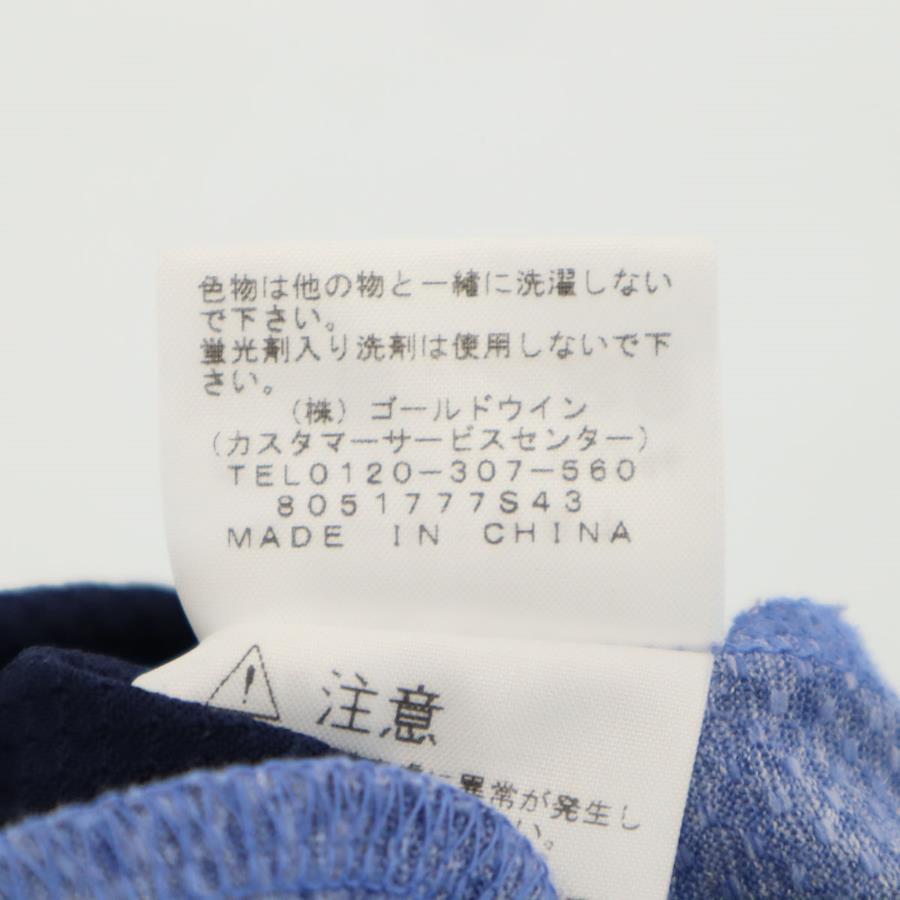 色物は他の物と一緒に洗濯しない
で下さい。
蛍光剤入り洗剤は使用しないで下
さい。
(株) ゴールドウイン
(カスタマーサービスセンター)
TEL0120-307-560
8051777S43
MADE IN CHINA
注意
異常が発生し
い。